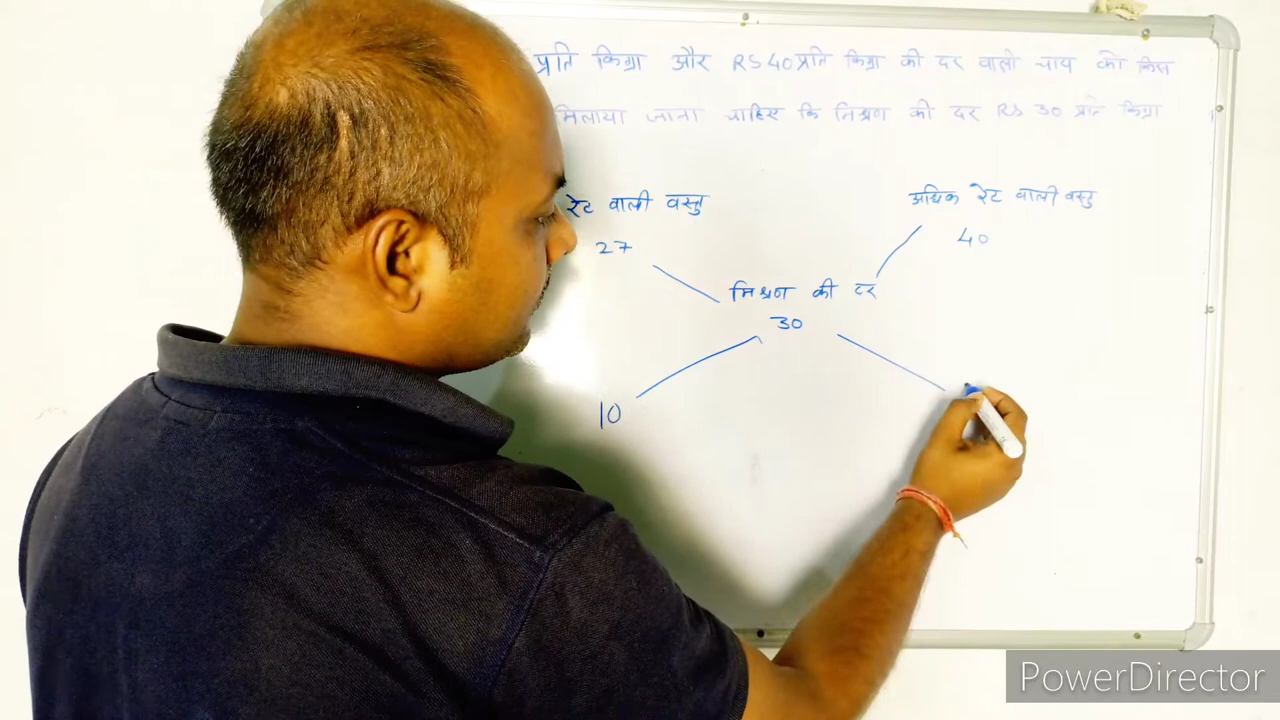 प्रति किग्रा और RS 40 प्रति किग्रा की दर वाली चाय को किस
मिलाया जाना चाहिए कि मिश्रण की दर RS 30 प्रति किग्रा
रेट वाली वस्तु
अधिक रेट वाली वस्तु
27
40
मिश्रण की दर
30
10
PowerDirector